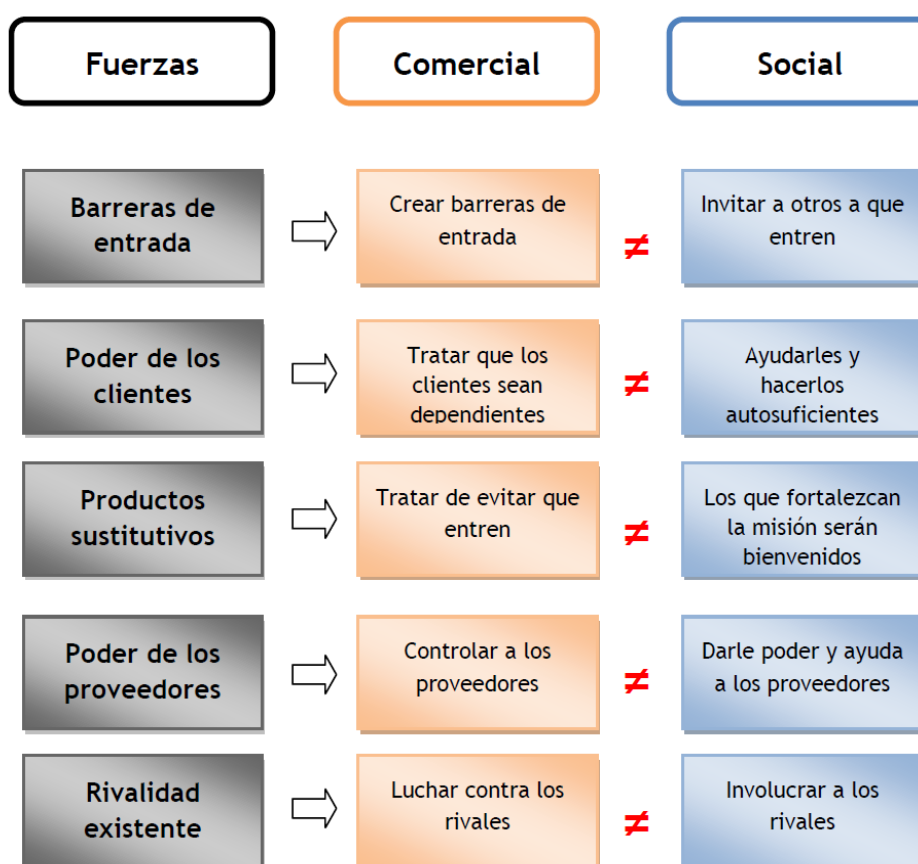 Fuerzas
Comercial
Social
Barreras de
entrada
Crear barreras de
entrada
≠
Invitar a otros a que
entren
Poder de los
clientes
Tratar que los
clientes sean
dependientes
≠
Ayudarles y
hacerlos
autosuficientes
Productos
sustitutivos
Tratar de evitar que
entren
≠
Los que fortalezcan
la misión serán
bienvenidos
Poder de los
proveedores
Controlar a los
proveedores
≠
Darle poder y ayuda
a los proveedores
Rivalidad
existente
Luchar contra los
rivales
≠
Involucrar a los
rivales